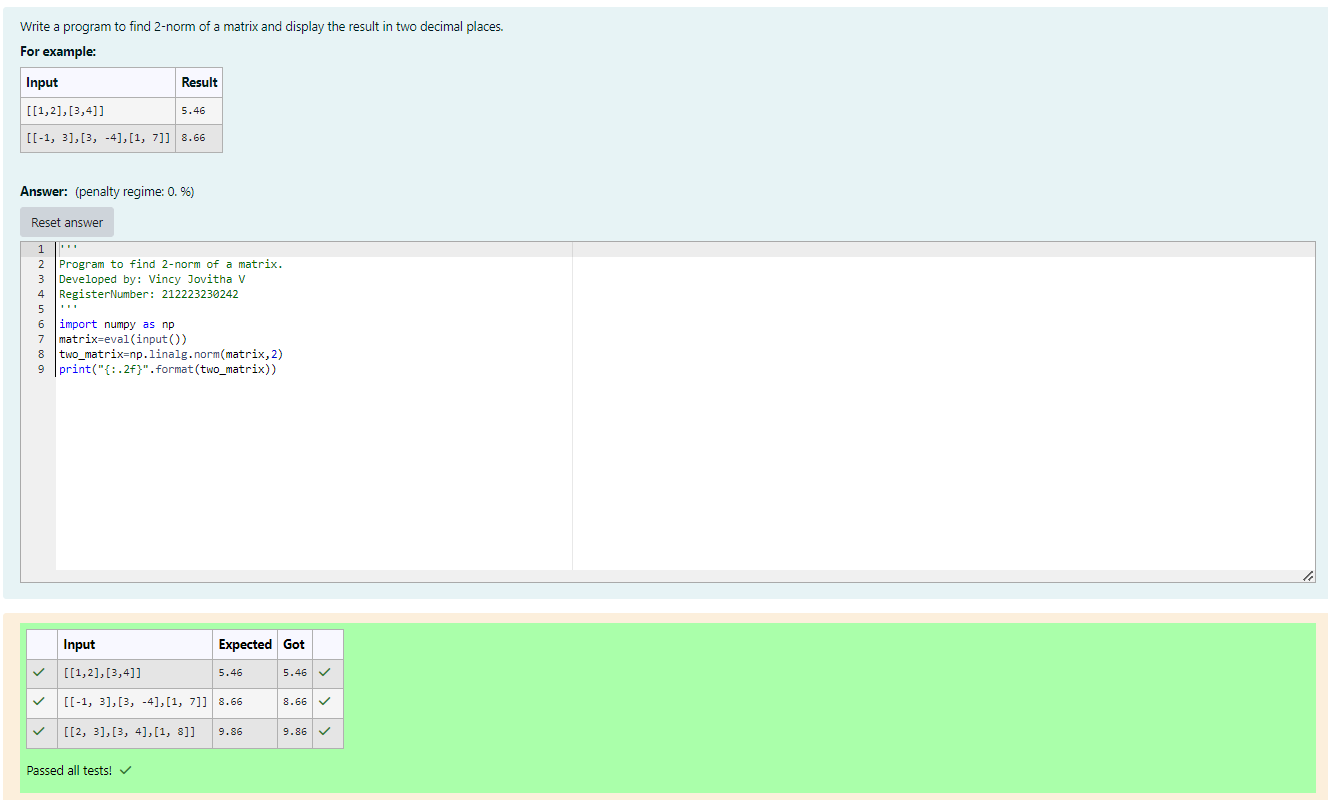 Write a program to find 2-norm of a matrix and display the result in two decimal places.
For example:
Input Result
[[1,2],[3,4]] 5.46
[[-1, 3],[3, -4],[1, 7]] 8.66
Answer: (penalty regime: 0. %)
Reset answer
1 '''
2 Program to find 2-norm of a matrix.
3 Developed by: Vincy Jovitha V
4 RegisterNumber: 212223230242
5 '''
6 import numpy as np
7 matrix=eval(input())
8 two_matrix=np.linalg.norm(matrix,2)
9 print("{:.2f}".format(two_matrix))
Input Expected Got
[[1,2],[3,4]] 5.46 5.46
[[-1, 3],[3, -4],[1, 7]] 8.66 8.66
[[2, 3],[3, 4],[1, 8]] 9.86 9.86
Passed all tests!